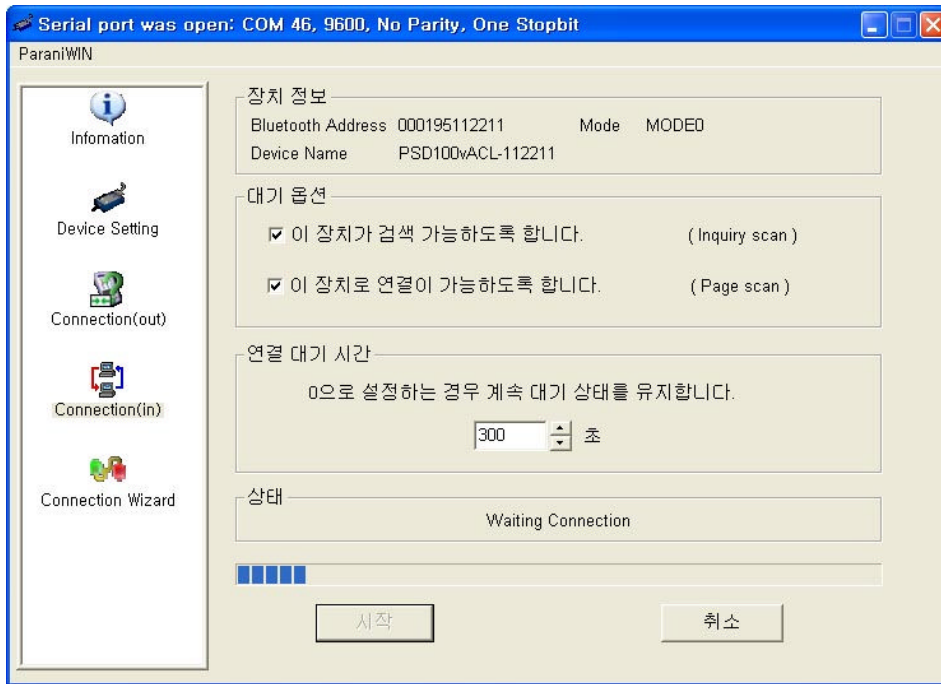 Serial port was open: COM 46, 9600, No Parity, One Stopbit
ParaniWIN
Infomation
Device Setting
Connection(out)
Connection(in)
Connection Wizard
장치 정보
Bluetooth Address 000195112211 Mode MODE0
Device Name PSD100vACL-112211
대기 옵션
이 장치가 검색 가능하도록 합니다. ( Inquiry scan )
이 장치로 연결이 가능하도록 합니다. ( Page scan )
연결 대기 시간
0으로 설정하는 경우 계속 대기 상태를 유지합니다.
300 초
상태
Waiting Connection
시작 취소